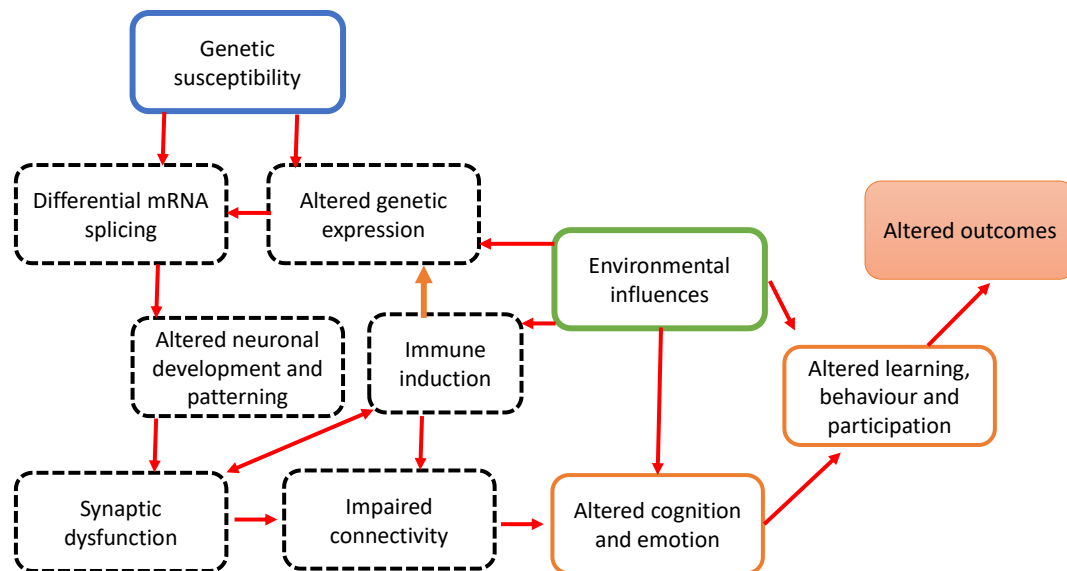 Genetic
susceptibility
Differential mRNA
splicing
Altered genetic
expression
Environmental
influences
Altered outcomes
Altered neuronal
development and
patterning
Immune
induction
Altered learning,
behaviour and
participation
Synaptic
dysfunction
Impaired
connectivity
Altered cognition
and emotion